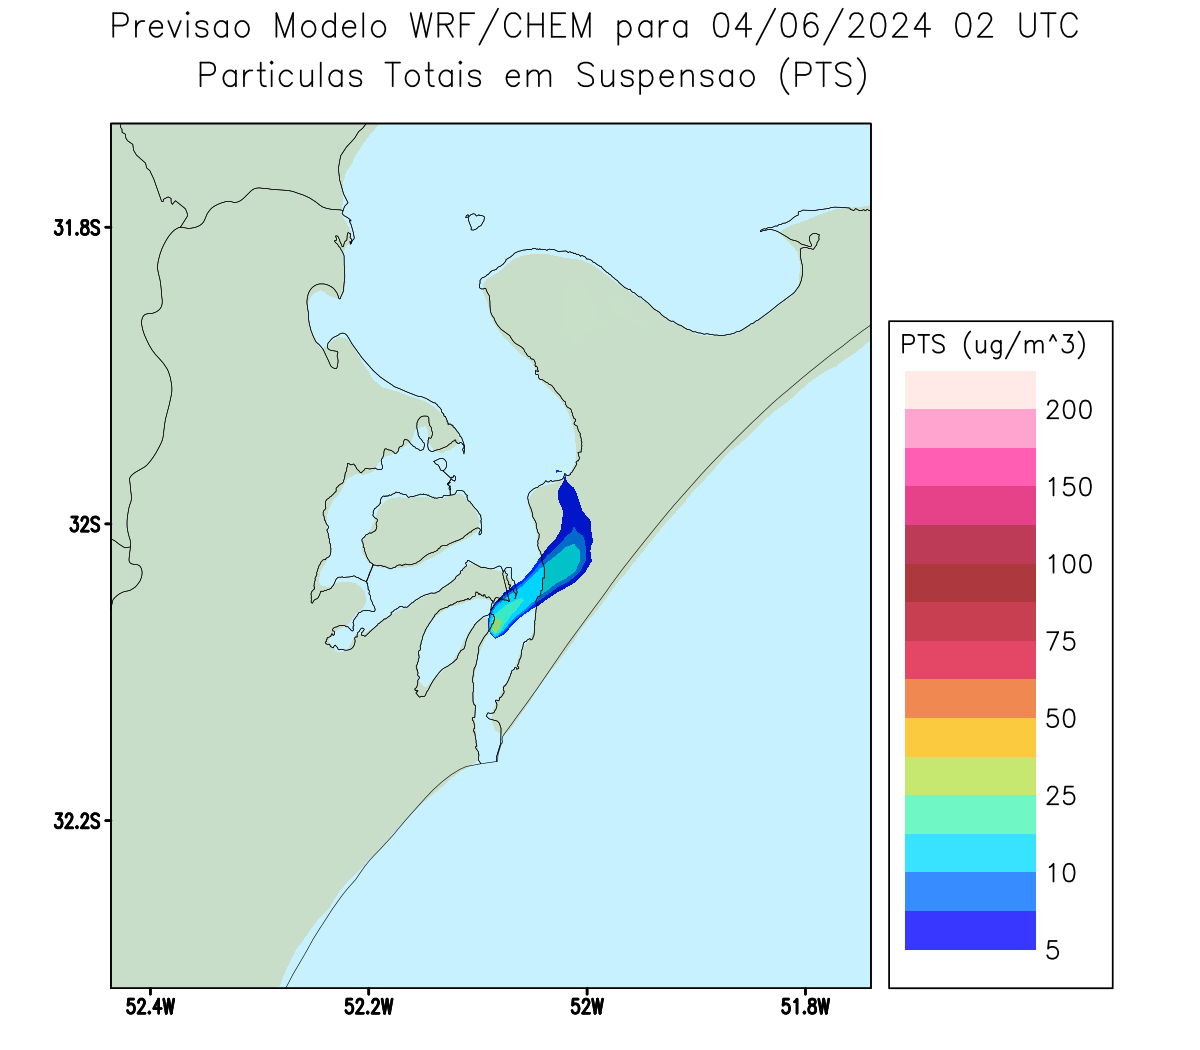 Previsao Modelo WRF/CHEM para 04/06/2024 02 UTC
Particulas Totais em Suspensao (PTS)
31.8S
32S
32.2S
52.4W
52.2W
52W
51.8W
PTS (ug/m^3)
200
150
100
75
50
25
10
5